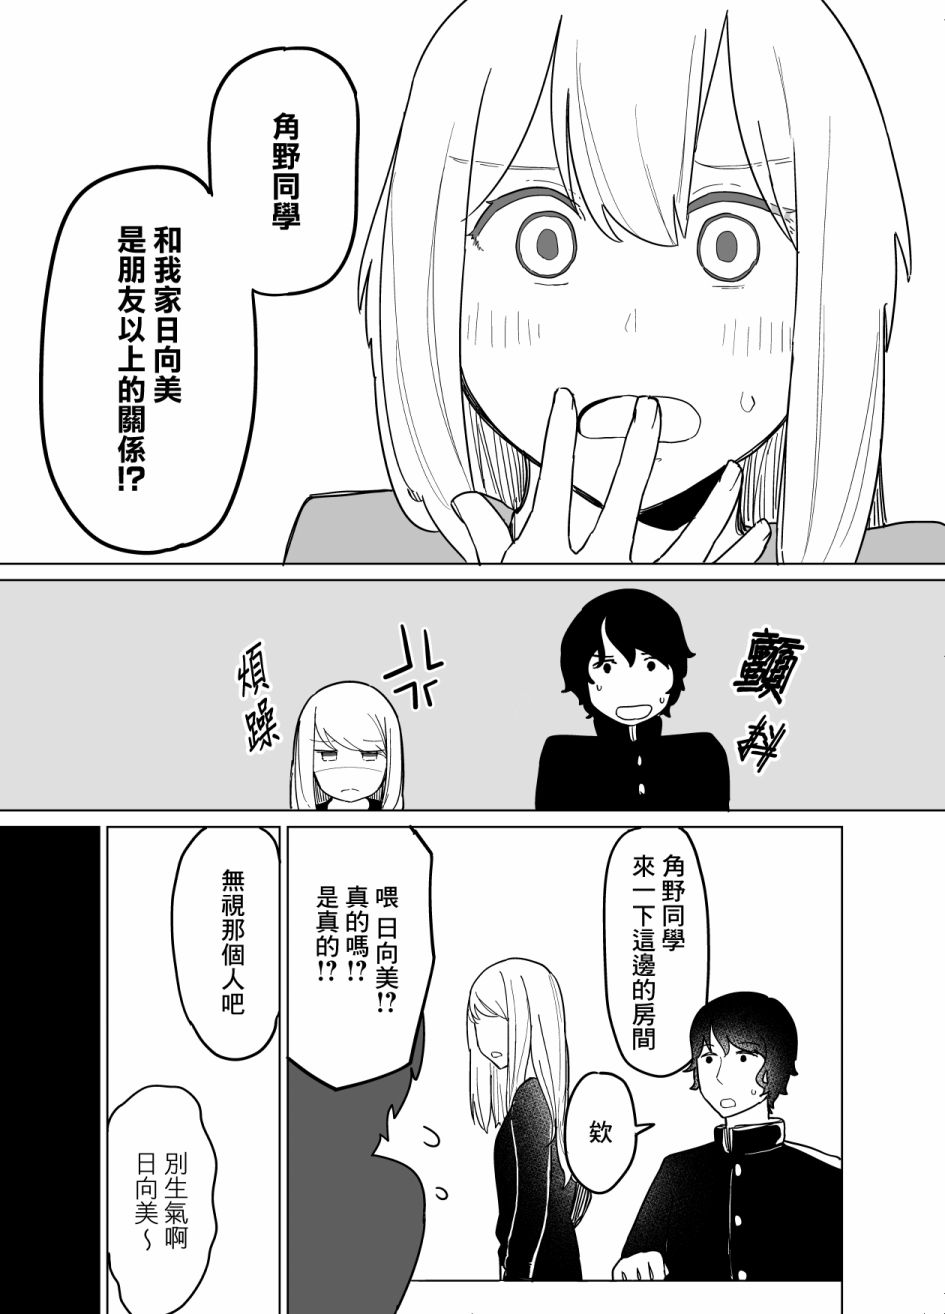 角野同學
和我家日向美
是朋友以上的關係!?
顫抖
煩躁
角野同學
來一下這邊的房間
欸
喂 日向美!?
真的嗎!?
是真的!?
無視那個人吧
別生氣啊
日向美～